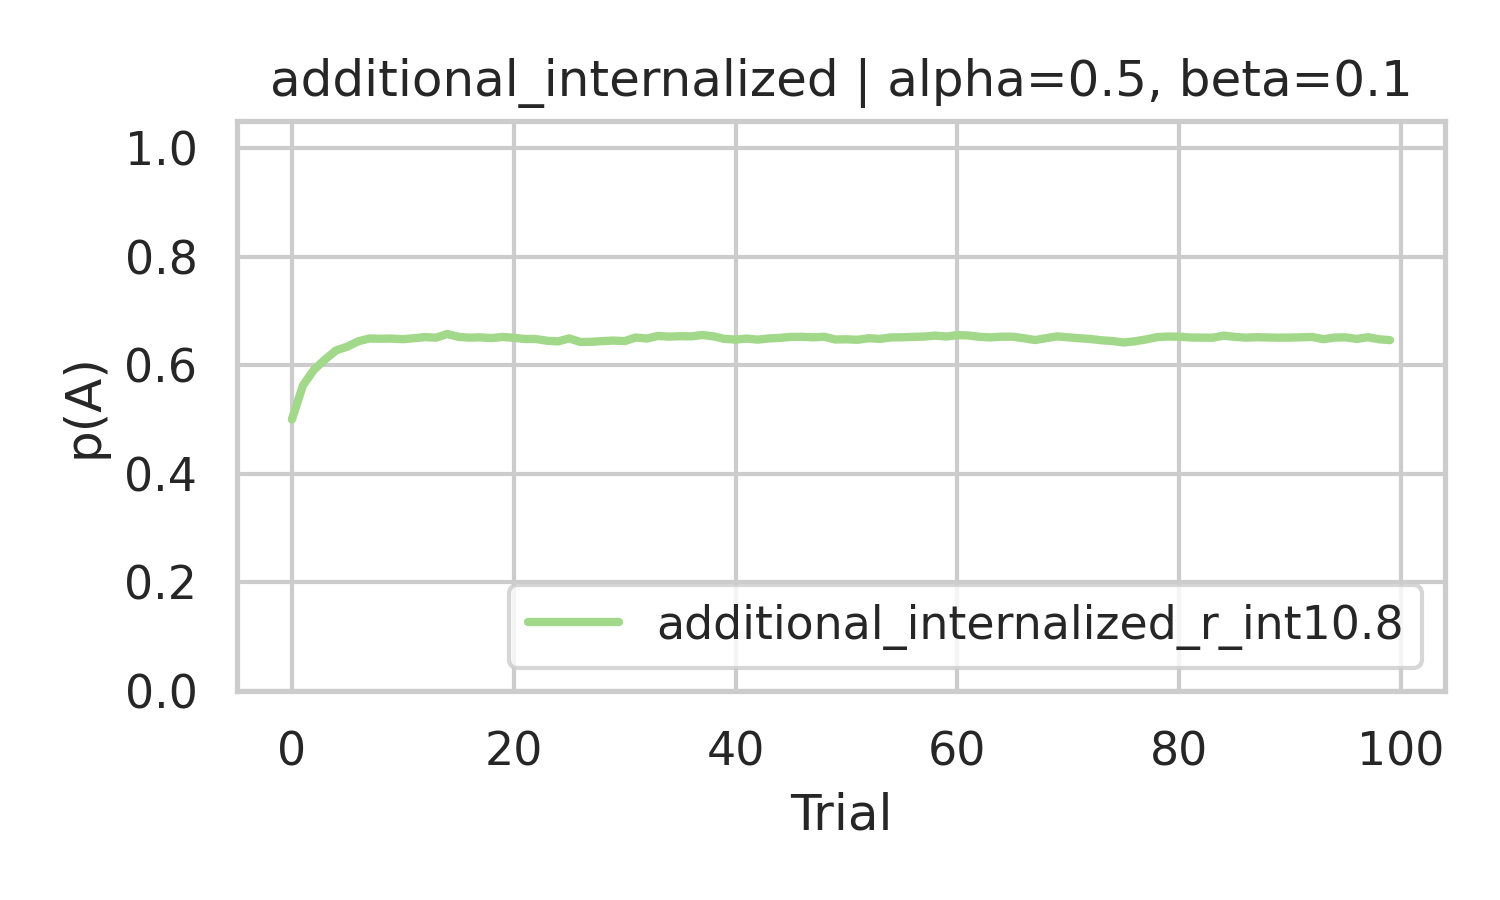 additional_internalized | alpha=0.5, beta=0.1
1.0
0.8
0.6
0.4
0.2
0.0
p(A)
additional_internalized_r_int10.8
0 20 40 60 80 100
Trial